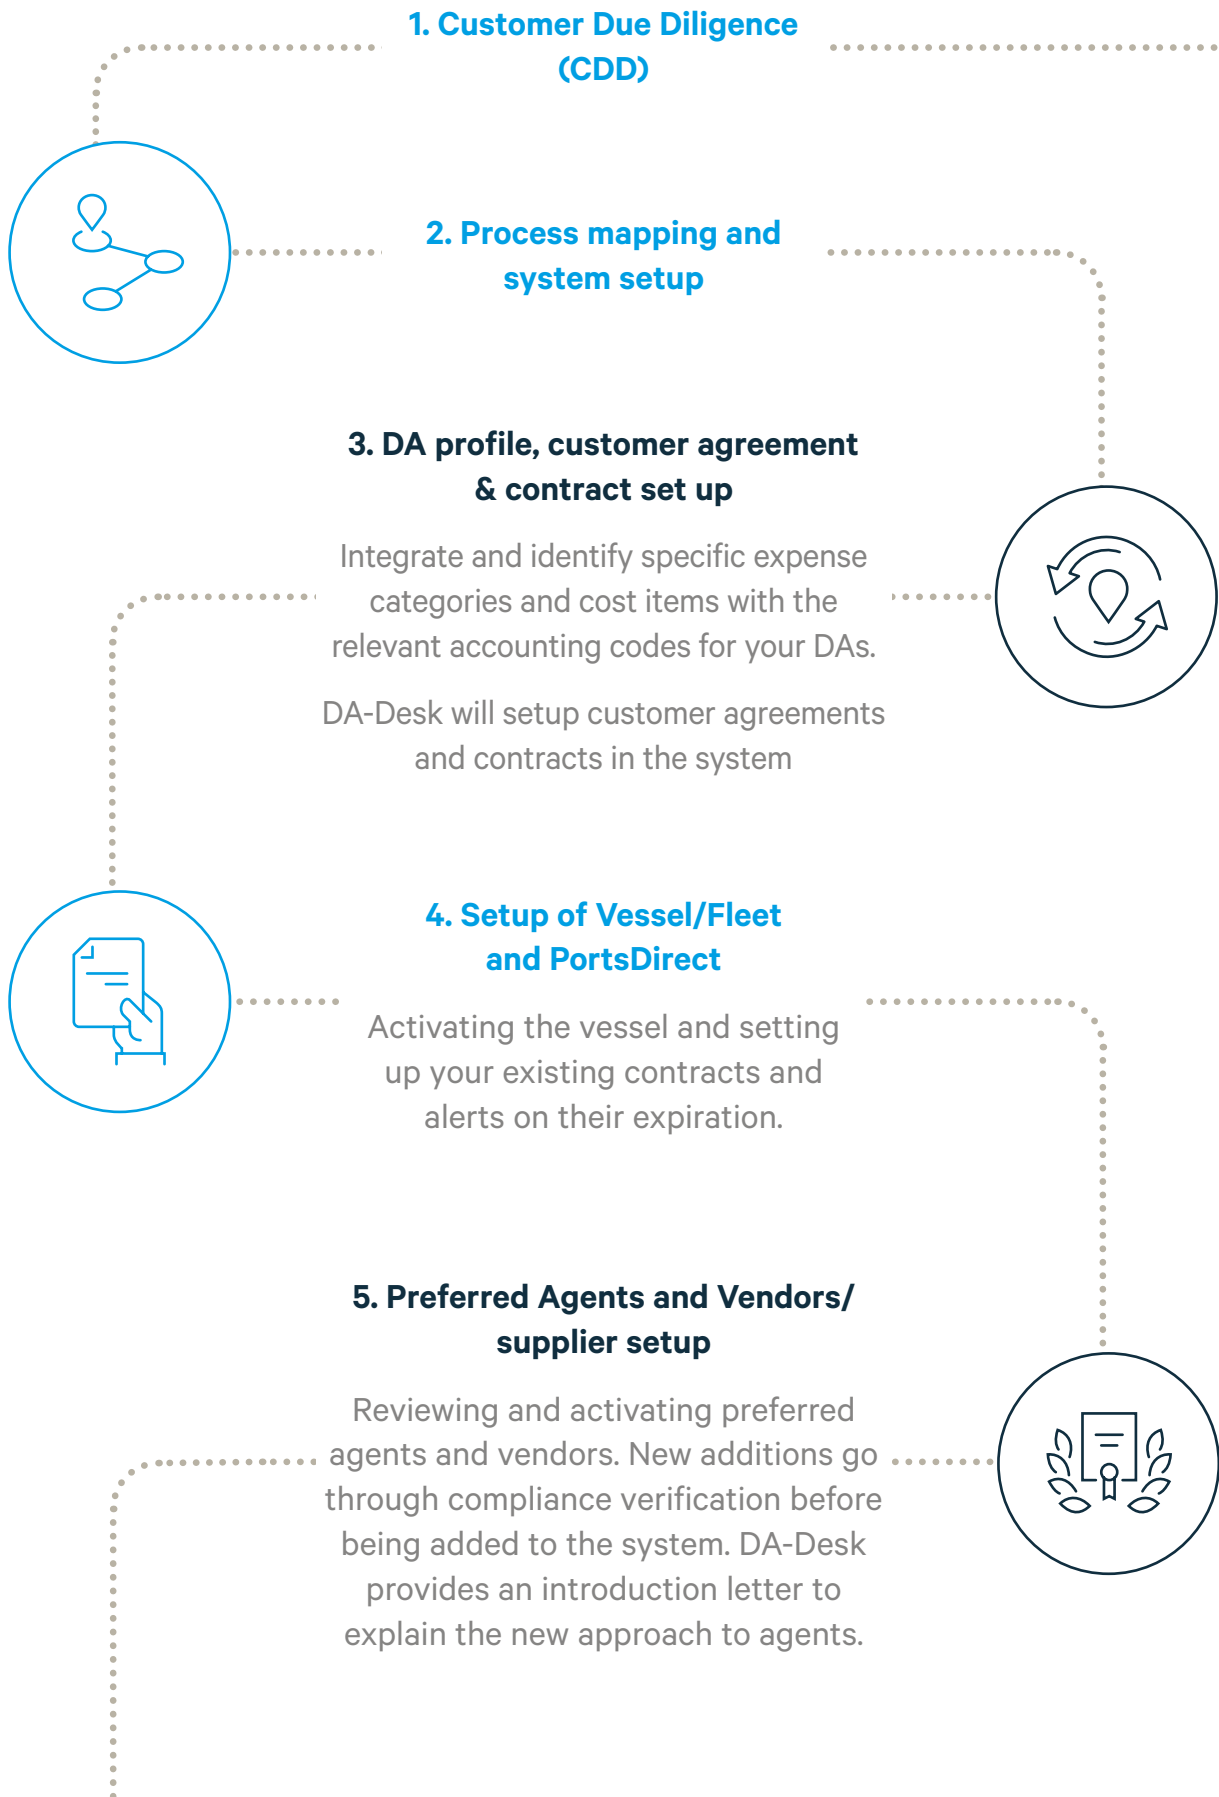 1. Customer Due Diligence
(CDD)
2. Process mapping and
system setup
3. DA profile, customer agreement
& contract set up
Integrate and identify specific expense
categories and cost items with the
relevant accounting codes for your DAs.
DA-Desk will setup customer agreements
and contracts in the system
4. Setup of Vessel/Fleet
and PortsDirect
Activating the vessel and setting
up your existing contracts and
alerts on their expiration.
5. Preferred Agents and Vendors/
supplier setup
Reviewing and activating preferred
agents and vendors. New additions go
through compliance verification before
being added to the system. DA-Desk
provides an introduction letter to
explain the new approach to agents.